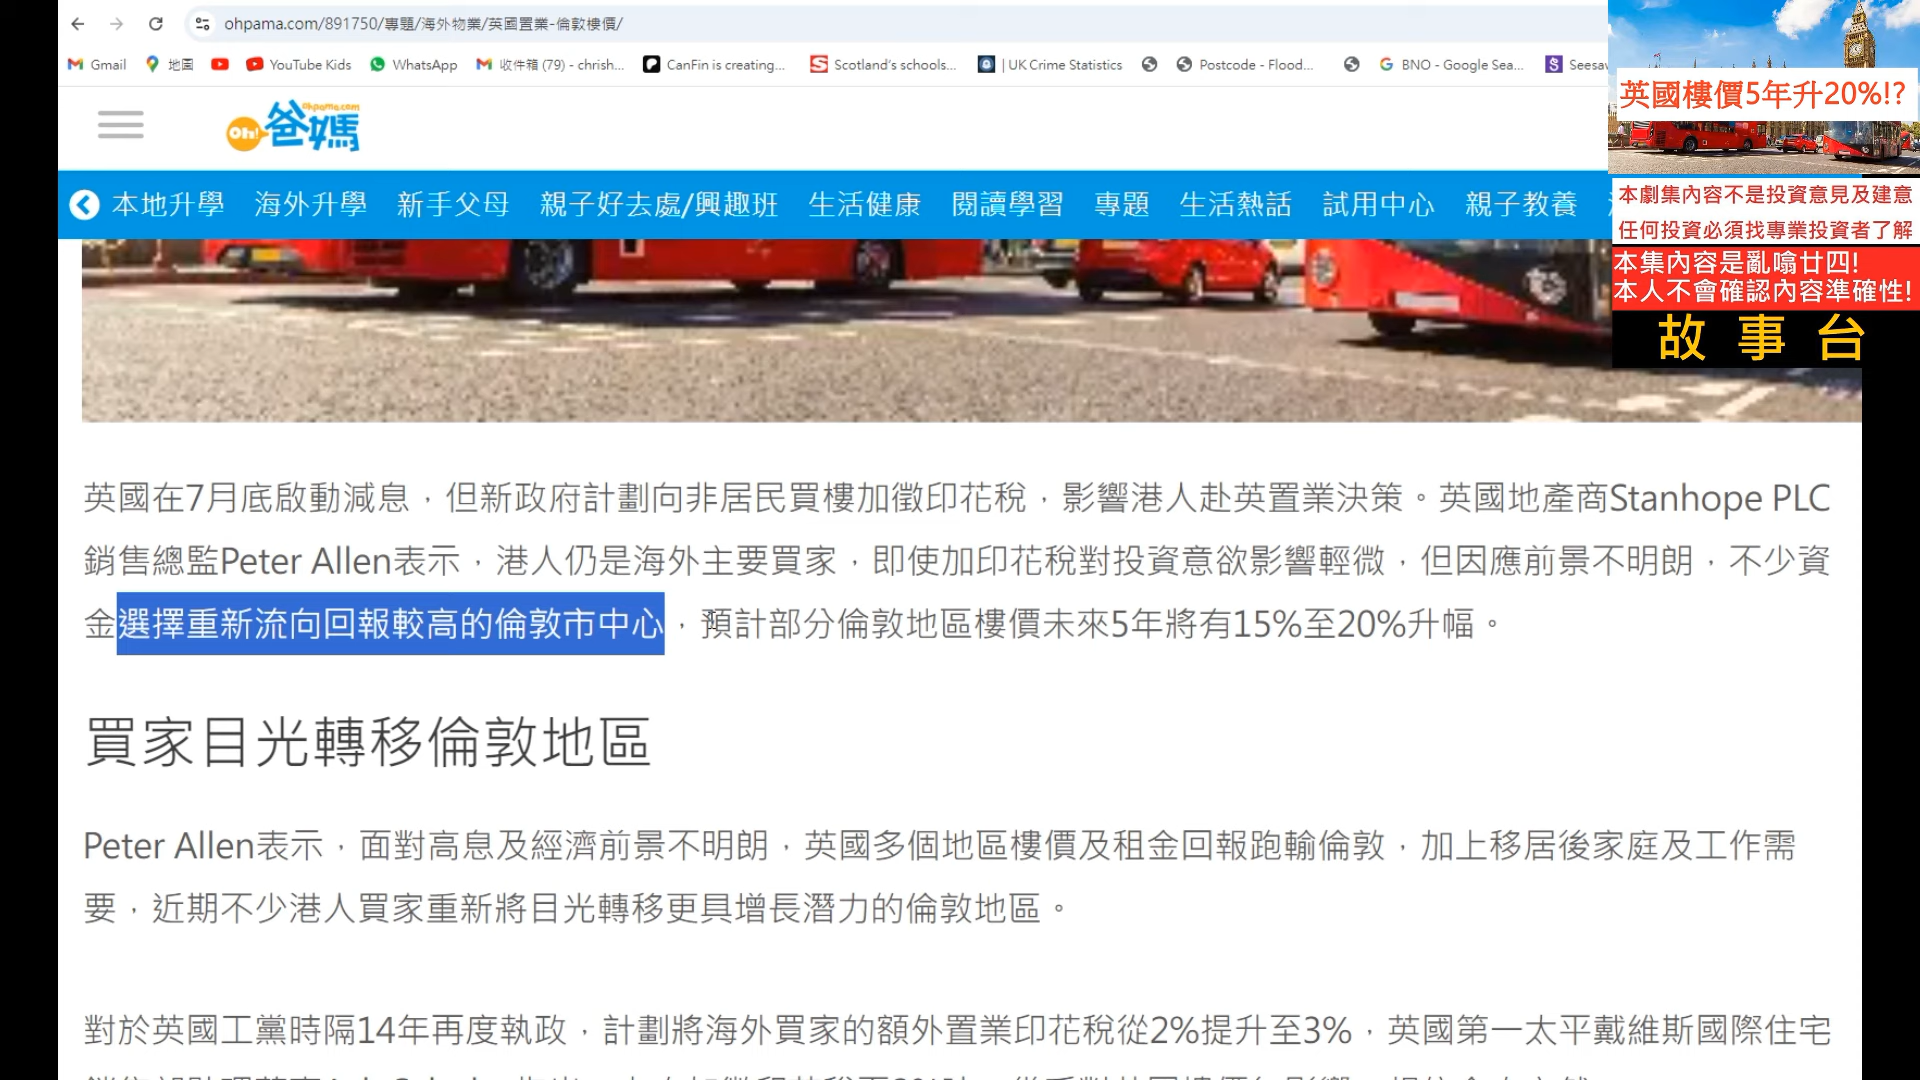 ohpama.com/891750/專題/海外物業/英國置業-倫敦樓價/
Gmail 地圖 YouTube Kids WhatsApp 收件箱 (79) - chrish... CanFin is creating... Scotland's schools... | UK Crime Statistics Postcode - Flood... BNO - Google Sea... Seesaw
英國樓價5年升20%!?
Oh! 爸媽 ohpama.com
本地升學 海外升學 新手父母 親子好去處/興趣班 生活健康 閱讀學習 專題 生活熱話 試用中心 親子教養
本劇集內容不是投資意見及建意
任何投資必須找專業投資者了解
本集內容是亂噏廿四!
本人不會確認內容準確性!
故事台
英國在7月底啟動減息，但新政府計劃向非居民買樓加徵印花稅，影響港人赴英置業決策。英國地產商Stanhope PLC
銷售總監Peter Allen表示，港人仍是海外主要買家，即使加印花稅對投資意欲影響輕微，但因應前景不明朗，不少資
金選擇重新流向回報較高的倫敦市中心，預計部分倫敦地區樓價未來5年將有15%至20%升幅。
買家目光轉移倫敦地區
Peter Allen表示，面對高息及經濟前景不明朗，英國多個地區樓價及租金回報跑輸倫敦，加上移居後家庭及工作需
要，近期不少港人買家重新將目光轉移更具增長潛力的倫敦地區。
對於英國工黨時隔14年再度執政，計劃將海外買家的額外置業印花稅從2%提升至3%，英國第一太平戴維斯國際住宅